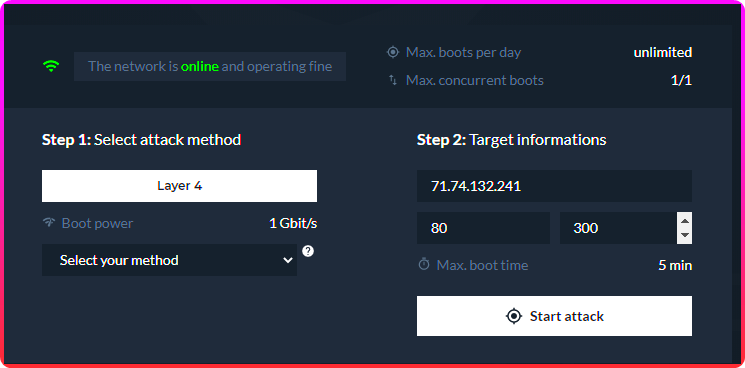 The network is online and operating fine
Max. boots per day unlimited
Max. concurrent boots 1/1
Step 1: Select attack method
Layer 4
Boot power 1 Gbit/s
Select your method
?
Step 2: Target informations
71.74.132.241
80 300
Max. boot time 5 min
Start attack